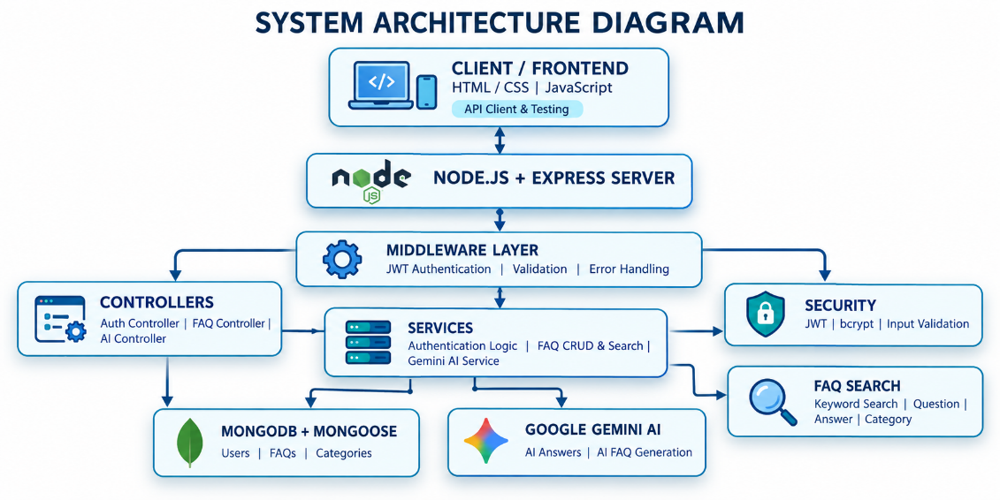 SYSTEM ARCHITECTURE DIAGRAM
CLIENT / FRONTEND
HTML / CSS | JavaScript
API Client & Testing
</>
node
JS
NODE.JS + EXPRESS SERVER
MIDDLEWARE LAYER
JWT Authentication | Validation | Error Handling
CONTROLLERS
Auth Controller | FAQ Controller |
AI Controller
SERVICES
Authentication Logic | FAQ CRUD & Search |
Gemini AI Service
SECURITY
JWT | bcrypt | Input Validation
FAQ SEARCH
Keyword Search | Question |
Answer | Category
MONGODB + MONGOOSE
Users | FAQs | Categories
GOOGLE GEMINI AI
AI Answers | AI FAQ Generation